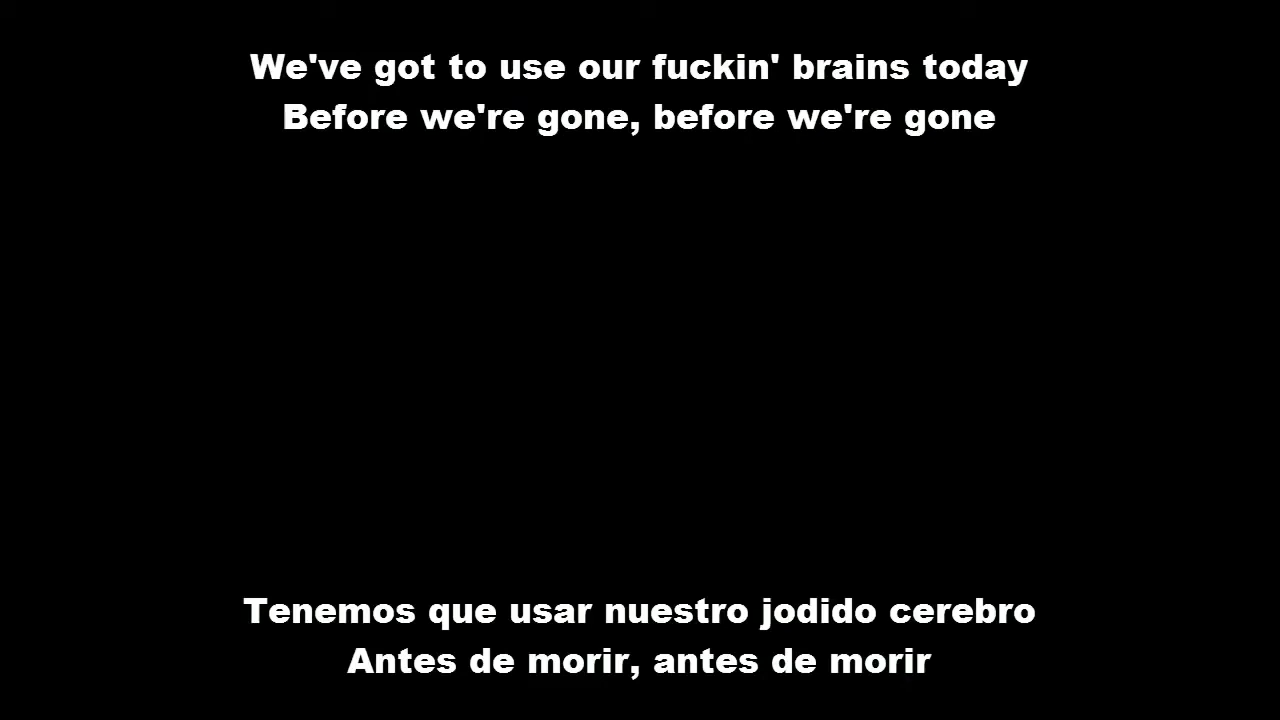 We've got to use our fuckin' brains today
Before we're gone, before we're gone
Tenemos que usar nuestro jodido cerebro
Antes de morir, antes de morir